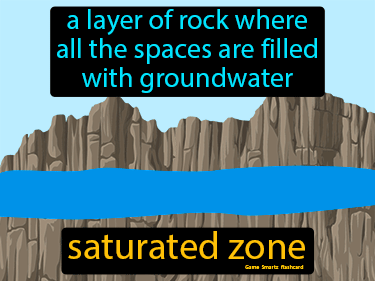 a layer of rock where
all the spaces are filled
with groundwater
saturated zone
Game Smartz flashcard